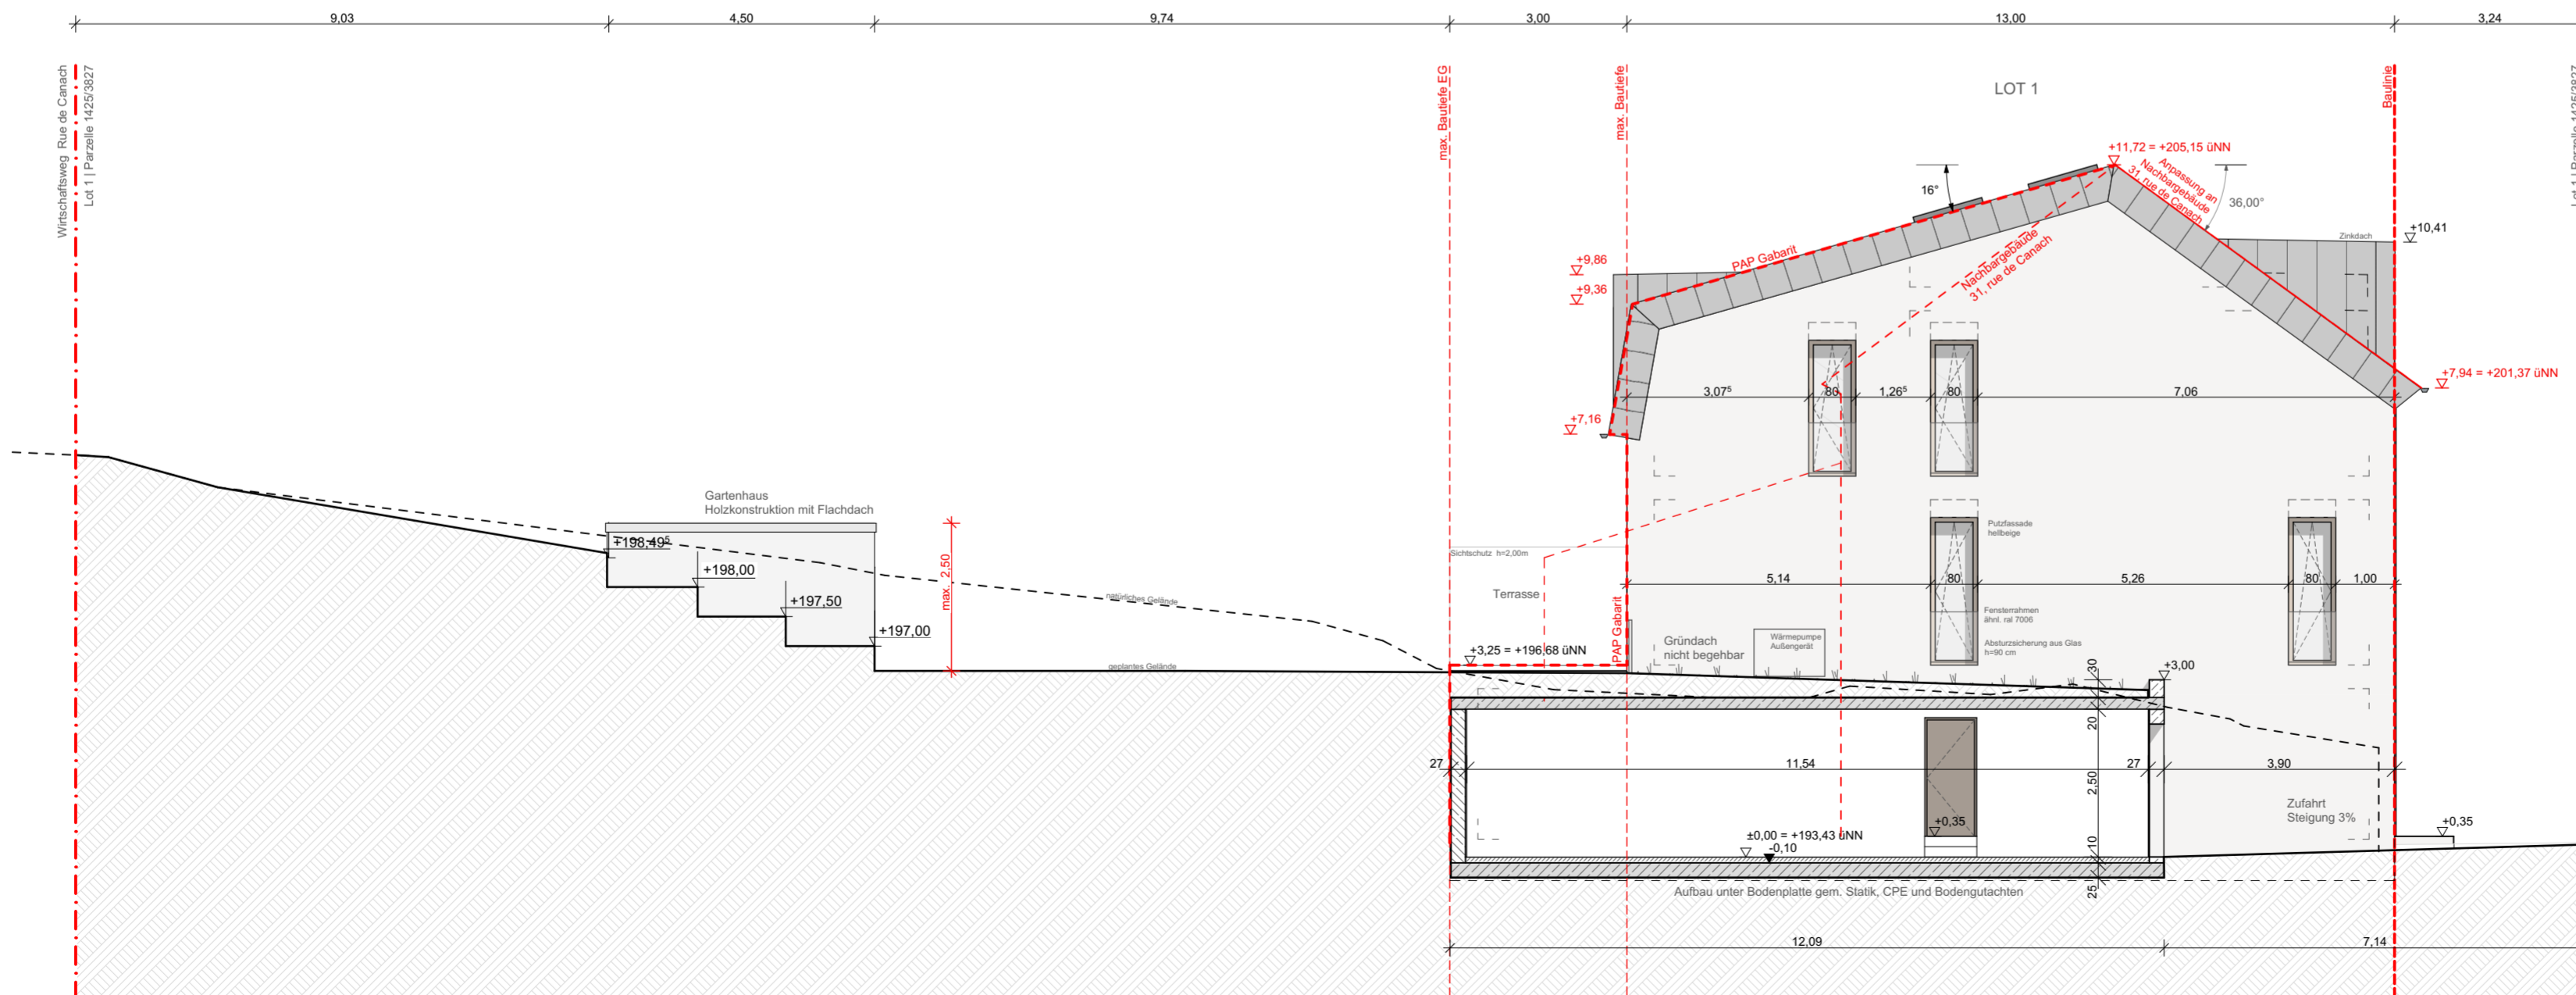 9,03
4,50
9,74
3,00
13,00
3,24
Wirtschaftsweg Rue de Canach
Lot 1 | Parzelle 1425/3827
max. Bautiefe EG
max. Bautiefe
LOT 1
Baulinie
Lot 1 | Parzelle 1425/3827
+11,72 = +205,15 üNN
Anpassung an
Nachbargebäude
31, rue de Canach
16°
36,00°
Zinkdach
+10,41
+9,86
+9,36
PAP Gabarit
Nachbargebäude
31, rue de Canach
+7,94 = +201,37 üNN
3,07⁵
80
1,26⁵
80
7,06
+7,16
Gartenhaus
Holzkonstruktion mit Flachdach
+198,49⁵
+198,00
+197,50
+197,00
max. 2,50
natürliches Gelände
geplantes Gelände
Sichtschutz h=2,00m
Terrasse
PAP Gabarit
Putzfassade
hellbeige
5,14
80
5,26
80
1,00
Fensterrahmen
ähnl. ral 7006
Absturzsicherung aus Glas
h=90 cm
Gründach
nicht begehbar
Wärmepumpe
Außengerät
+3,25 = +196,68 üNN
30
+3,00
20
27
11,54
27
3,90
2,50
Zufahrt
Steigung 3%
+0,35
±0,00 = +193,43 üNN
-0,10
10
+0,35
25
Aufbau unter Bodenplatte gem. Statik, CPE und Bodengutachten
12,09
7,14